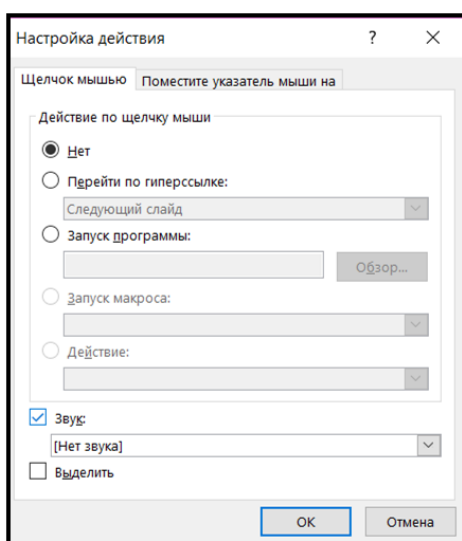 Настройка действия ?
Щелчок мышью Поместите указатель мыши на
Действие по щелчку мыши
Нет
Перейти по гиперссылке:
Следующий слайд
Запуск программы:
Обзор...
Запуск макроса:
Действие:
Звук:
[Нет звука]
Выделить
ОК Отмена